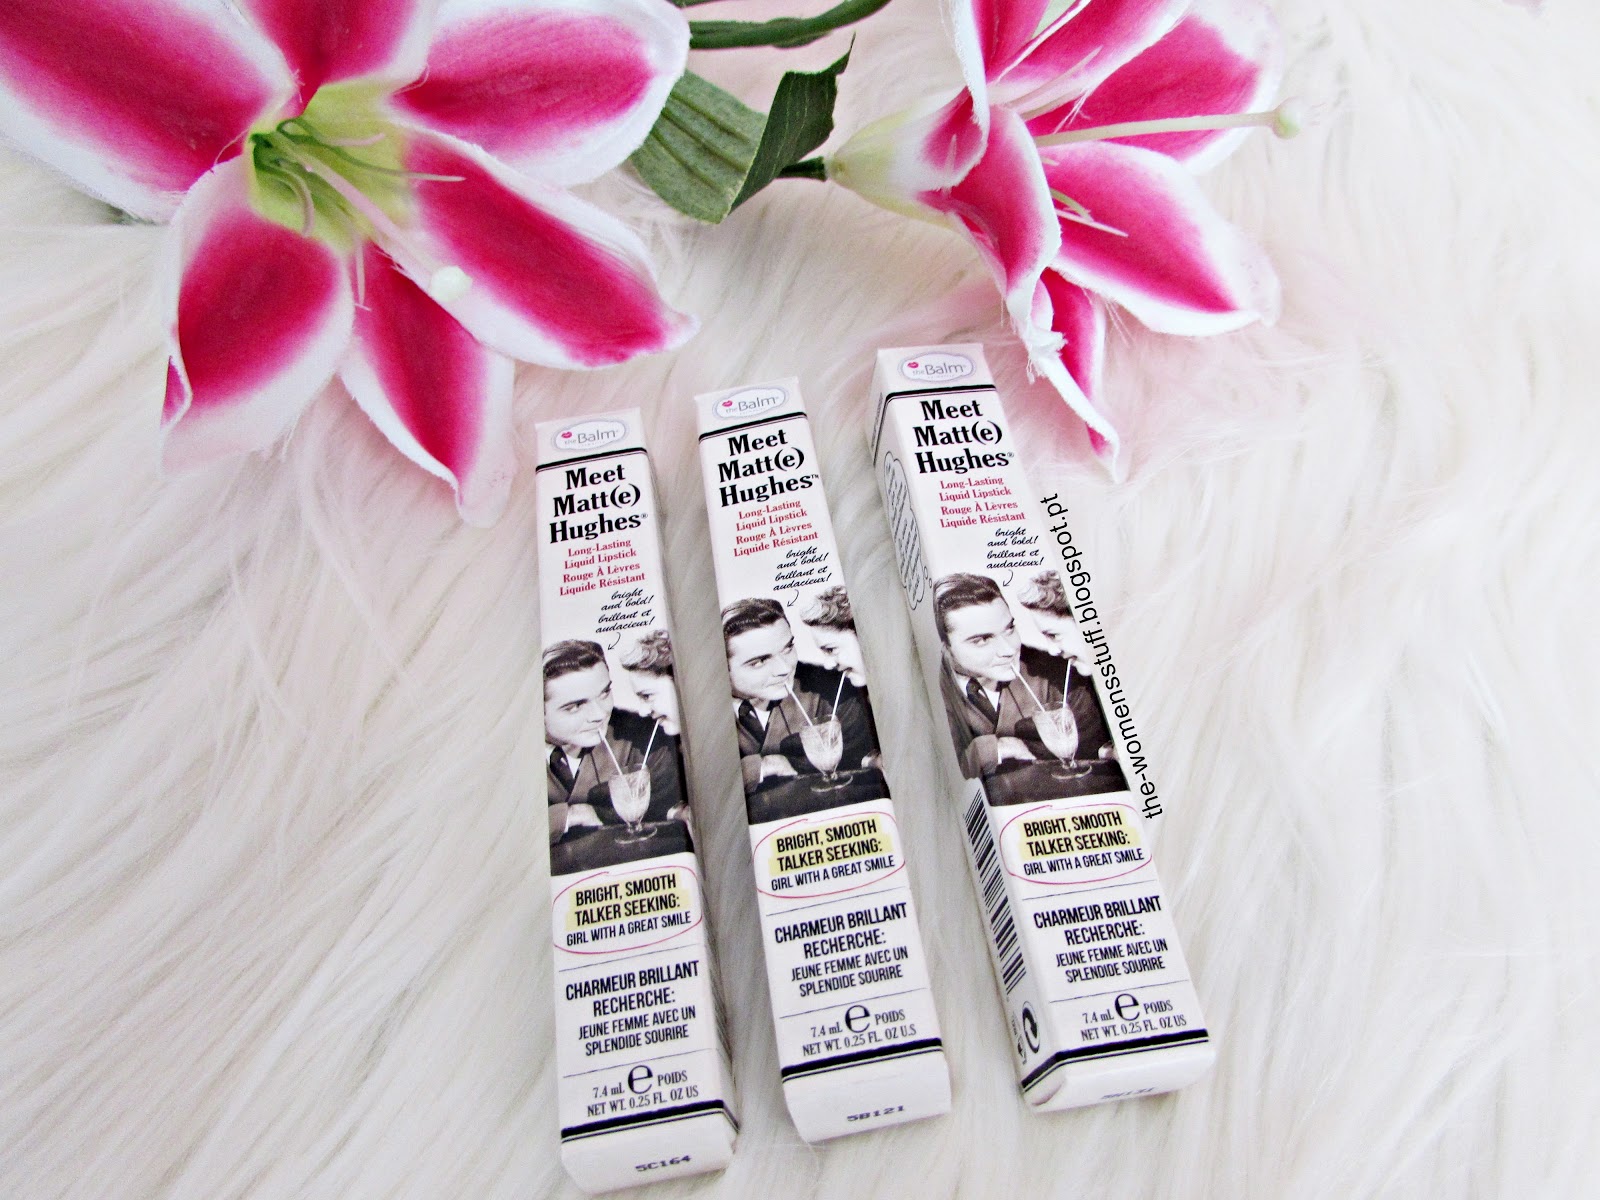 theBalm®
Meet
Matt(e)
Hughes®
Long-Lasting
Liquid Lipstick
Rouge À Lèvres
Liquide Résistant
bright
and bold!
brillant et
audacieux!
BRIGHT, SMOOTH
TALKER SEEKING:
GIRL WITH A GREAT SMILE
CHARMEUR BRILLANT
RECHERCHE:
JEUNE FEMME AVEC UN
SPLENDIDE SOURIRE
7.4 mL e POIDS
NET WT. 0.25 FL. OZ US
5C164
theBalm®
Meet
Matt(e)
Hughes™
Long-Lasting
Liquid Lipstick
Rouge À Lèvres
Liquide Résistant
bright
and bold!
brillant et
audacieux!
BRIGHT, SMOOTH
TALKER SEEKING:
GIRL WITH A GREAT SMILE
CHARMEUR BRILLANT
RECHERCHE:
JEUNE FEMME AVEC UN
SPLENDIDE SOURIRE
7.4 mL e POIDS
NET WT. 0.25 FL. OZ U.S
5B121
theBalm®
Meet
Matt(e)
Hughes®
Long-Lasting
Liquid Lipstick
Rouge À Lèvres
Liquide Résistant
bright
and bold!
brillant et
audacieux!
BRIGHT, SMOOTH
TALKER SEEKING:
GIRL WITH A GREAT SMILE
CHARMEUR BRILLANT
RECHERCHE:
JEUNE FEMME AVEC UN
SPLENDIDE SOURIRE
7.4 mL e POIDS
NET WT. 0.25 FL. OZ US
the-womensstuff.blogspot.pt